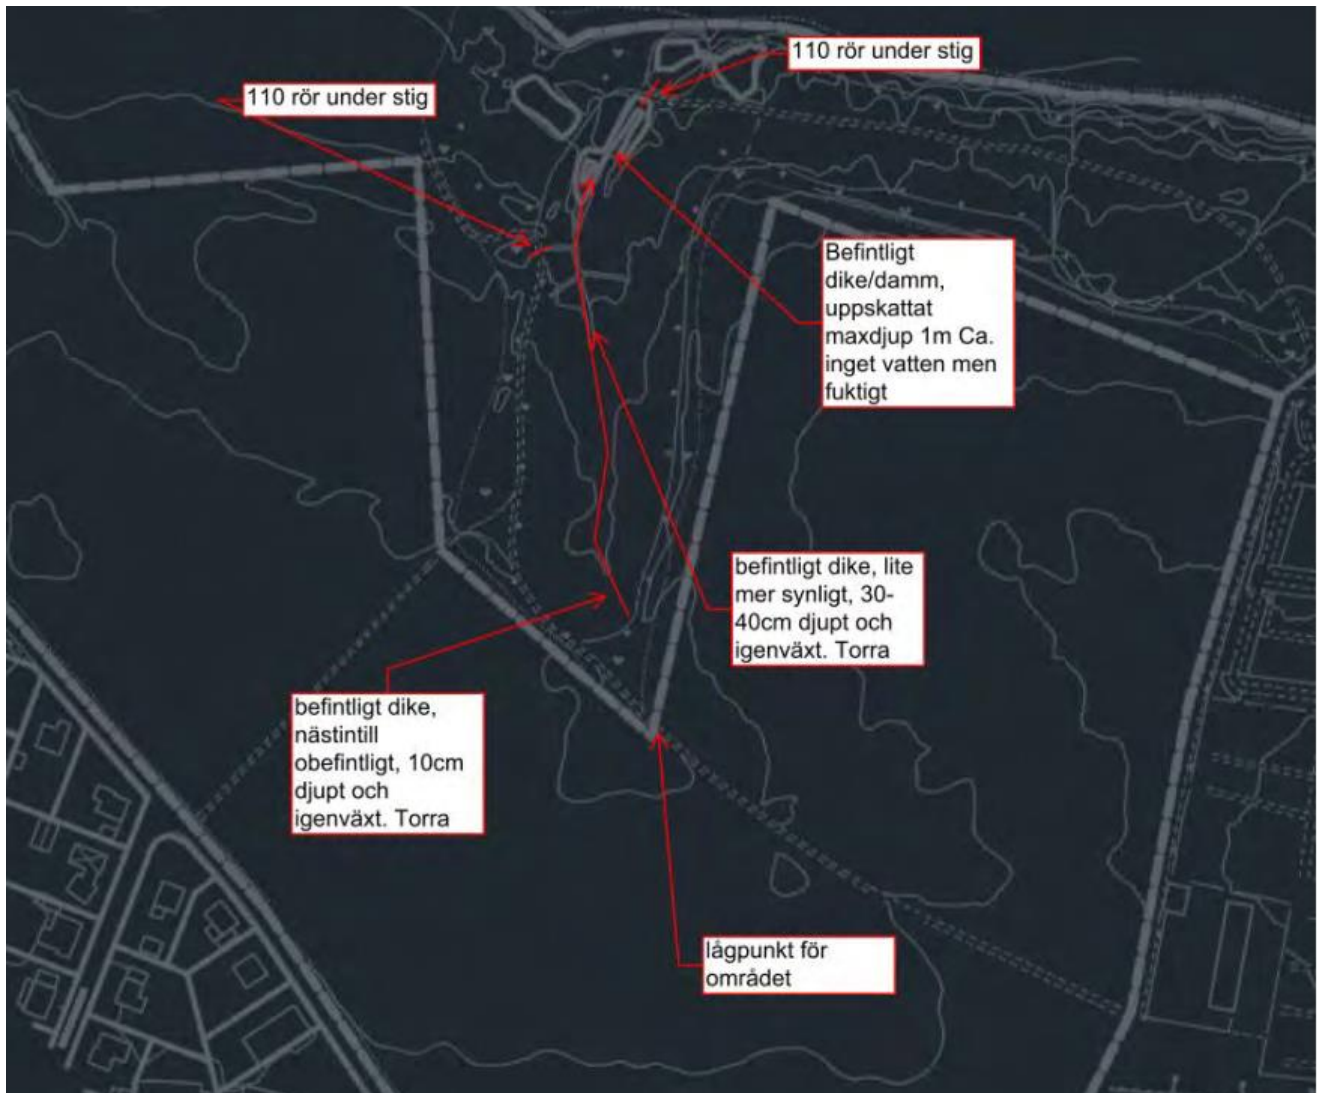 110 rör under stig
110 rör under stig
Befintligt
dike/damm,
uppskattat
maxdjup 1m Ca.
inget vatten men
fuktigt
befintligt dike, lite
mer synligt, 30-
40cm djupt och
igenväxt. Torra
befintligt dike,
nästintill
obefintligt, 10cm
djupt och
igenväxt. Torra
lågpunkt för
området